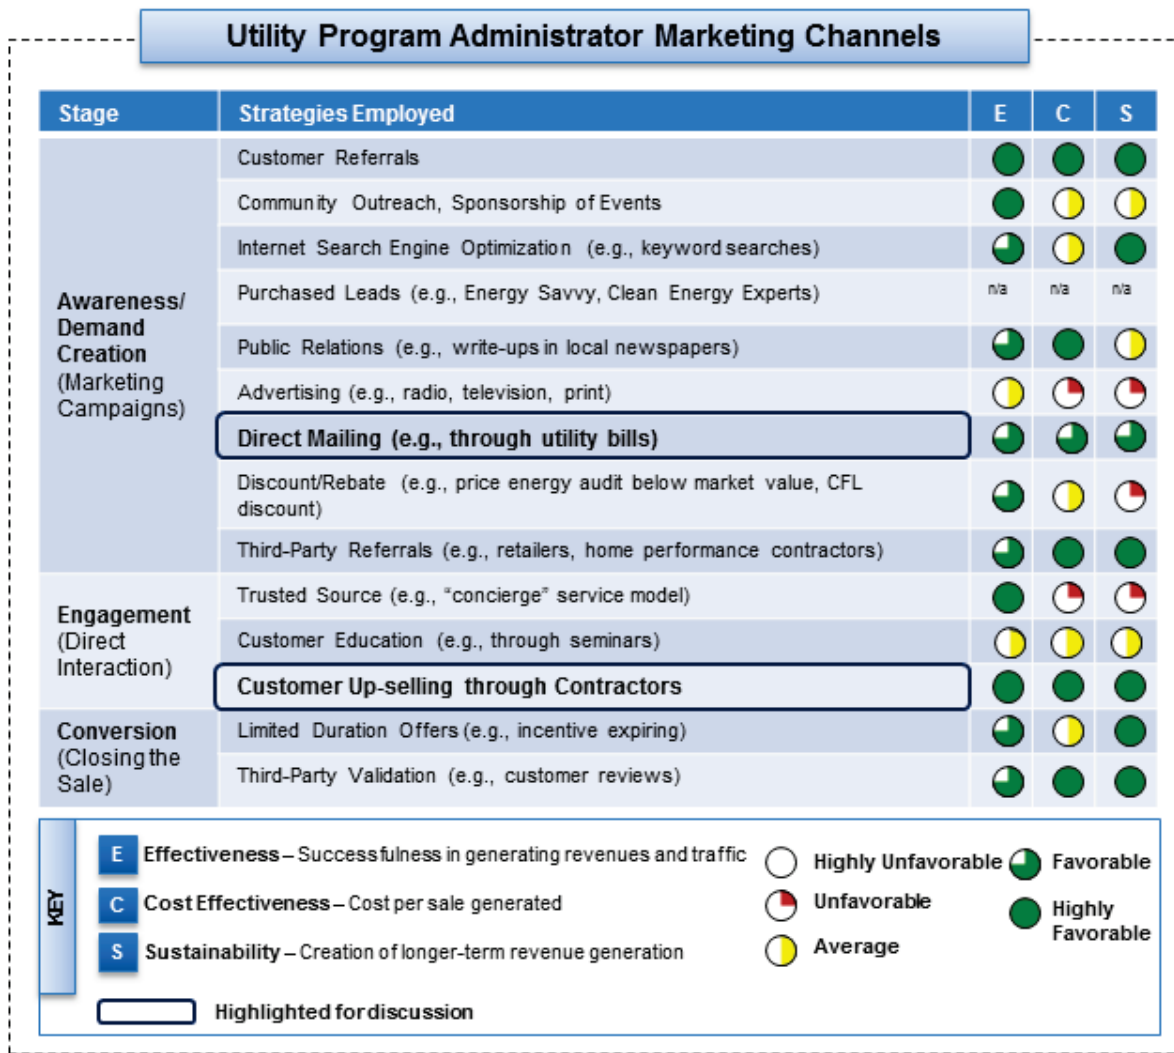 Utility Program Administrator Marketing Channels
Stage Strategies Employed E C S
Awareness/
Demand
Creation
(Marketing
Campaigns)
Customer Referrals
Community Outreach, Sponsorship of Events
Internet Search Engine Optimization (e.g., keyword searches)
Purchased Leads (e.g., Energy Savvy, Clean Energy Experts) n/a n/a n/a
Public Relations (e.g., write-ups in local newspapers)
Advertising (e.g., radio, television, print)
Direct Mailing (e.g., through utility bills)
Discount/Rebate (e.g., price energy audit below market value, CFL
discount)
Third-Party Referrals (e.g., retailers, home performance contractors)
Engagement
(Direct
Interaction)
Trusted Source (e.g., “concierge” service model)
Customer Education (e.g., through seminars)
Customer Up-selling through Contractors
Conversion
(Closing the
Sale)
Limited Duration Offers (e.g., incentive expiring)
Third-Party Validation (e.g., customer reviews)
KEY
E Effectiveness – Successfulness in generating revenues and traffic
C Cost Effectiveness – Cost per sale generated
S Sustainability – Creation of longer-term revenue generation
Highly Unfavorable
Unfavorable
Average
Favorable
Highly
Favorable
Highlighted for discussion